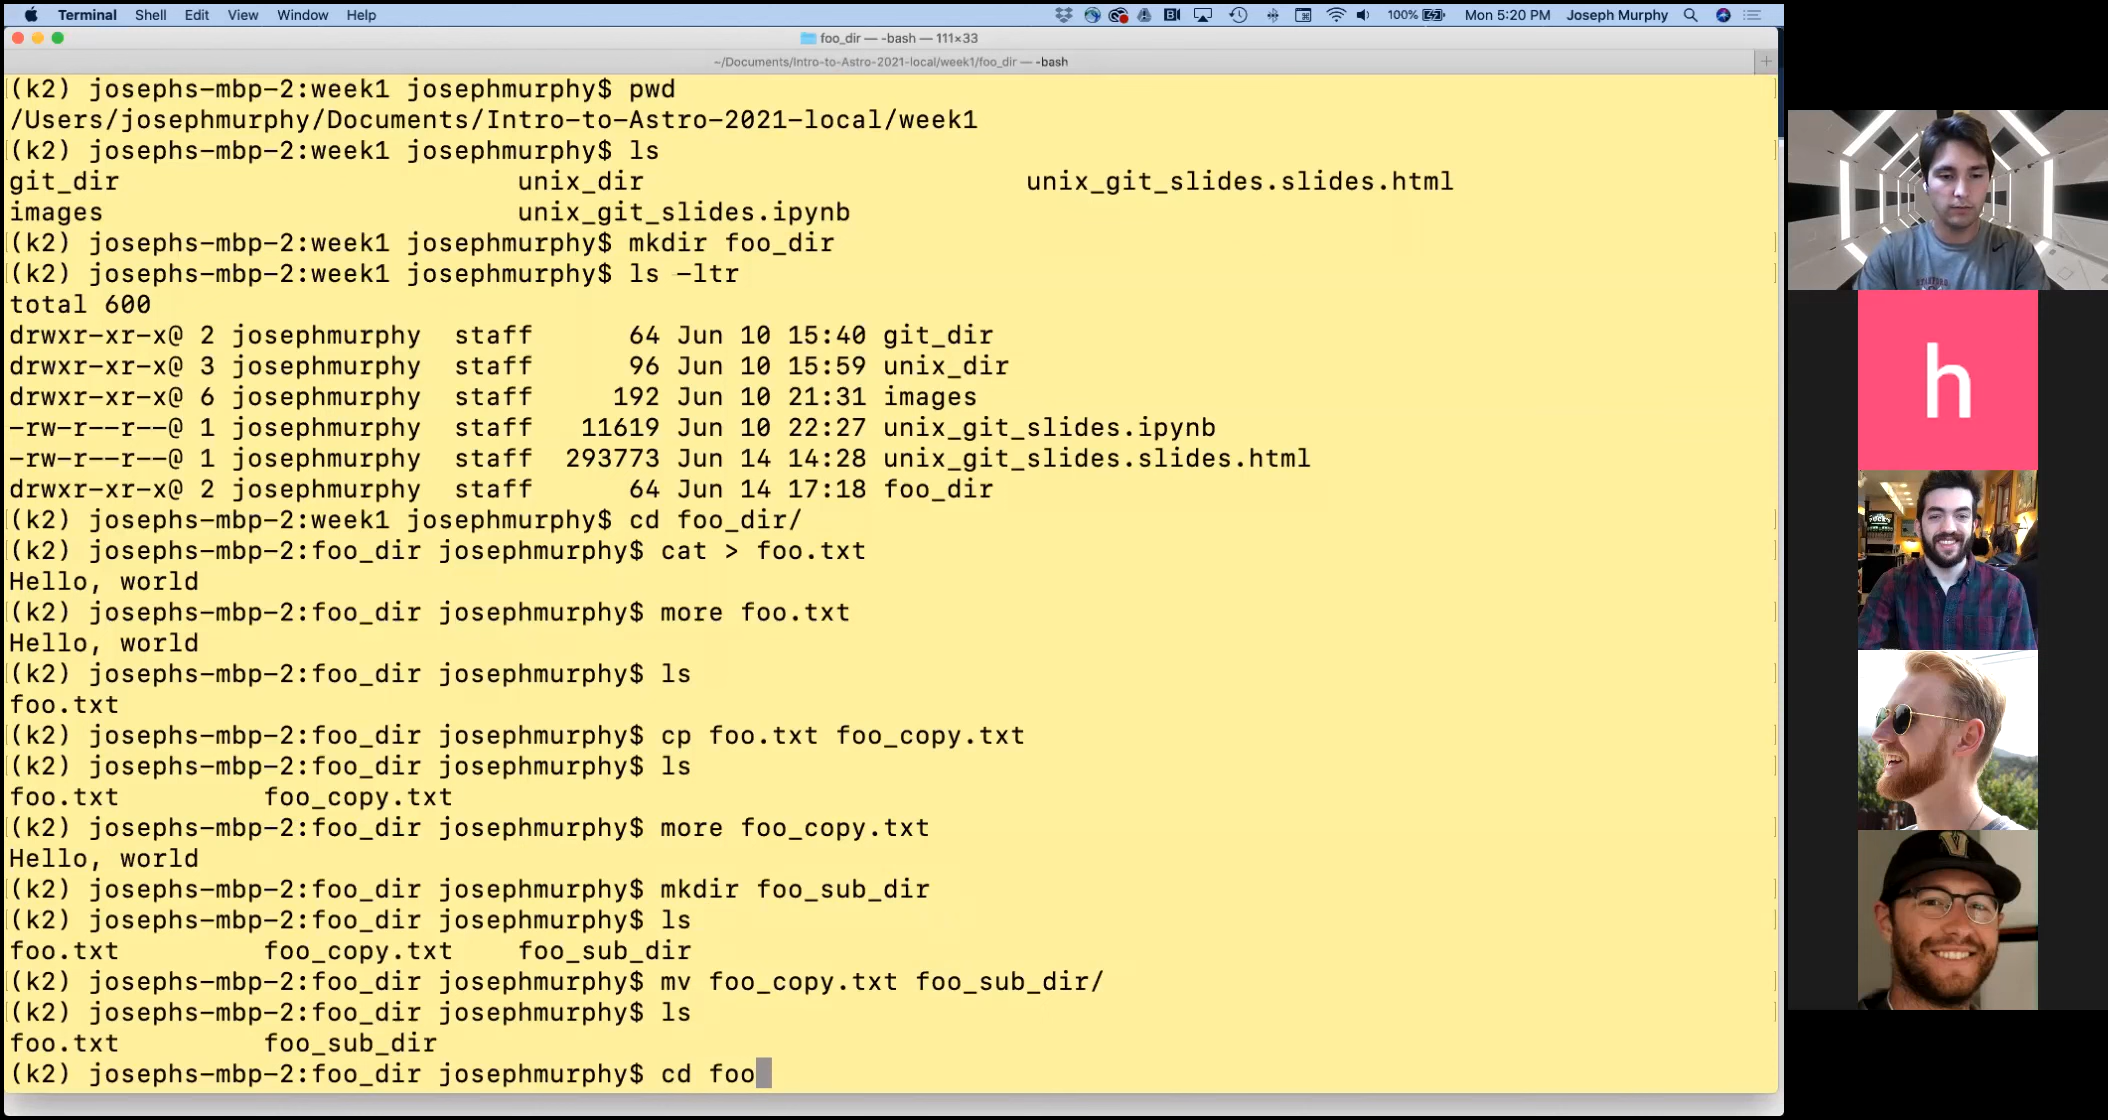 Terminal Shell Edit View Window Help 100% Mon 5:20 PM Joseph Murphy
foo_dir — -bash — 111×33
~/Documents/Intro-to-Astro-2021-local/week1/foo_dir — -bash +
(k2) josephs-mbp-2:week1 josephmurphy$ pwd
/Users/josephmurphy/Documents/Intro-to-Astro-2021-local/week1
(k2) josephs-mbp-2:week1 josephmurphy$ ls
git_dir unix_dir unix_git_slides.slides.html
images unix_git_slides.ipynb
(k2) josephs-mbp-2:week1 josephmurphy$ mkdir foo_dir
(k2) josephs-mbp-2:week1 josephmurphy$ ls -ltr
total 600
drwxr-xr-x@ 2 josephmurphy staff 64 Jun 10 15:40 git_dir
drwxr-xr-x@ 3 josephmurphy staff 96 Jun 10 15:59 unix_dir
drwxr-xr-x@ 6 josephmurphy staff 192 Jun 10 21:31 images
-rw-r--r--@ 1 josephmurphy staff 11619 Jun 10 22:27 unix_git_slides.ipynb
-rw-r--r--@ 1 josephmurphy staff 293773 Jun 14 14:28 unix_git_slides.slides.html
drwxr-xr-x@ 2 josephmurphy staff 64 Jun 14 17:18 foo_dir
(k2) josephs-mbp-2:week1 josephmurphy$ cd foo_dir/
(k2) josephs-mbp-2:foo_dir josephmurphy$ cat > foo.txt
Hello, world
(k2) josephs-mbp-2:foo_dir josephmurphy$ more foo.txt
Hello, world
(k2) josephs-mbp-2:foo_dir josephmurphy$ ls
foo.txt
(k2) josephs-mbp-2:foo_dir josephmurphy$ cp foo.txt foo_copy.txt
(k2) josephs-mbp-2:foo_dir josephmurphy$ ls
foo.txt foo_copy.txt
(k2) josephs-mbp-2:foo_dir josephmurphy$ more foo_copy.txt
Hello, world
(k2) josephs-mbp-2:foo_dir josephmurphy$ mkdir foo_sub_dir
(k2) josephs-mbp-2:foo_dir josephmurphy$ ls
foo.txt foo_copy.txt foo_sub_dir
(k2) josephs-mbp-2:foo_dir josephmurphy$ mv foo_copy.txt foo_sub_dir/
(k2) josephs-mbp-2:foo_dir josephmurphy$ ls
foo.txt foo_sub_dir
(k2) josephs-mbp-2:foo_dir josephmurphy$ cd foo
h
V